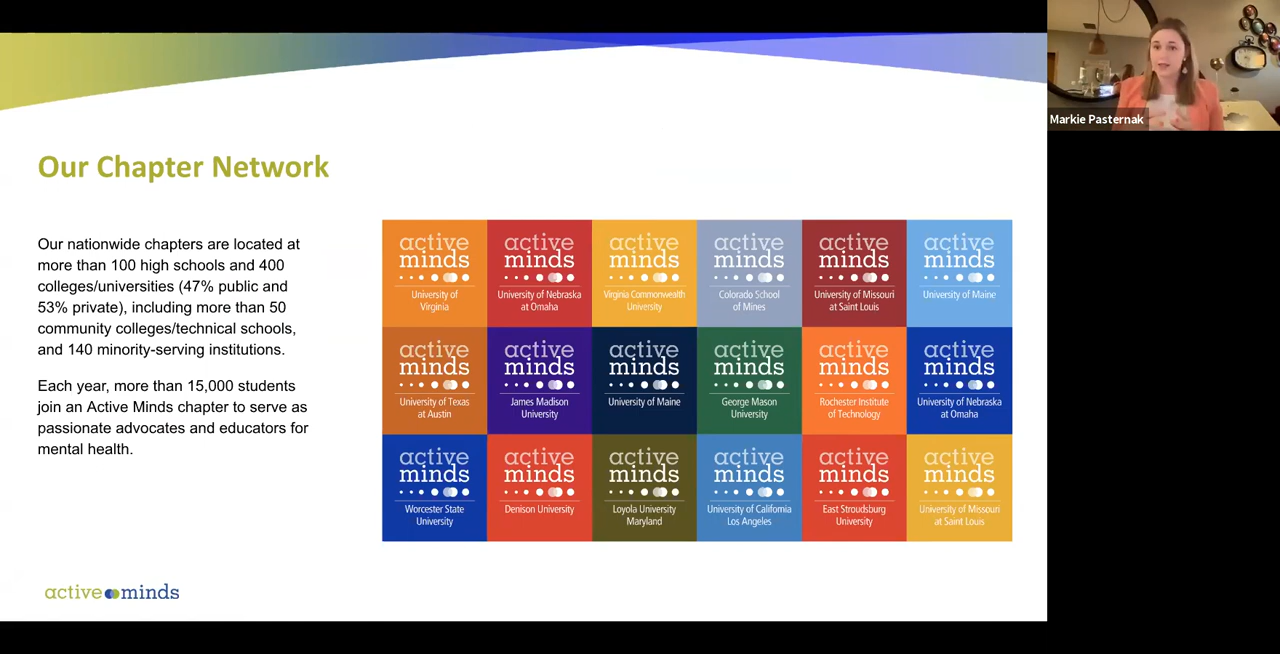 Markie Pasternak
Our Chapter Network
Our nationwide chapters are located at
more than 100 high schools and 400
colleges/universities (47% public and
53% private), including more than 50
community colleges/technical schools,
and 140 minority-serving institutions.
Each year, more than 15,000 students
join an Active Minds chapter to serve as
passionate advocates and educators for
mental health.
active
minds
University of
Virginia
active
minds
University of Nebraska
at Omaha
active
minds
Virginia Commonwealth
University
active
minds
Colorado School
of Mines
active
minds
University of Missouri
at Saint Louis
active
minds
University of Maine
active
minds
University of Texas
at Austin
active
minds
James Madison
University
active
minds
University of Maine
active
minds
George Mason
University
active
minds
Rochester Institute
of Technology
active
minds
University of Nebraska
at Omaha
active
minds
Worcester State
University
active
minds
Denison University
active
minds
Loyola University
Maryland
active
minds
University of California
Los Angeles
active
minds
East Stroudsburg
University
active
minds
University of Missouri
at Saint Louis
active minds